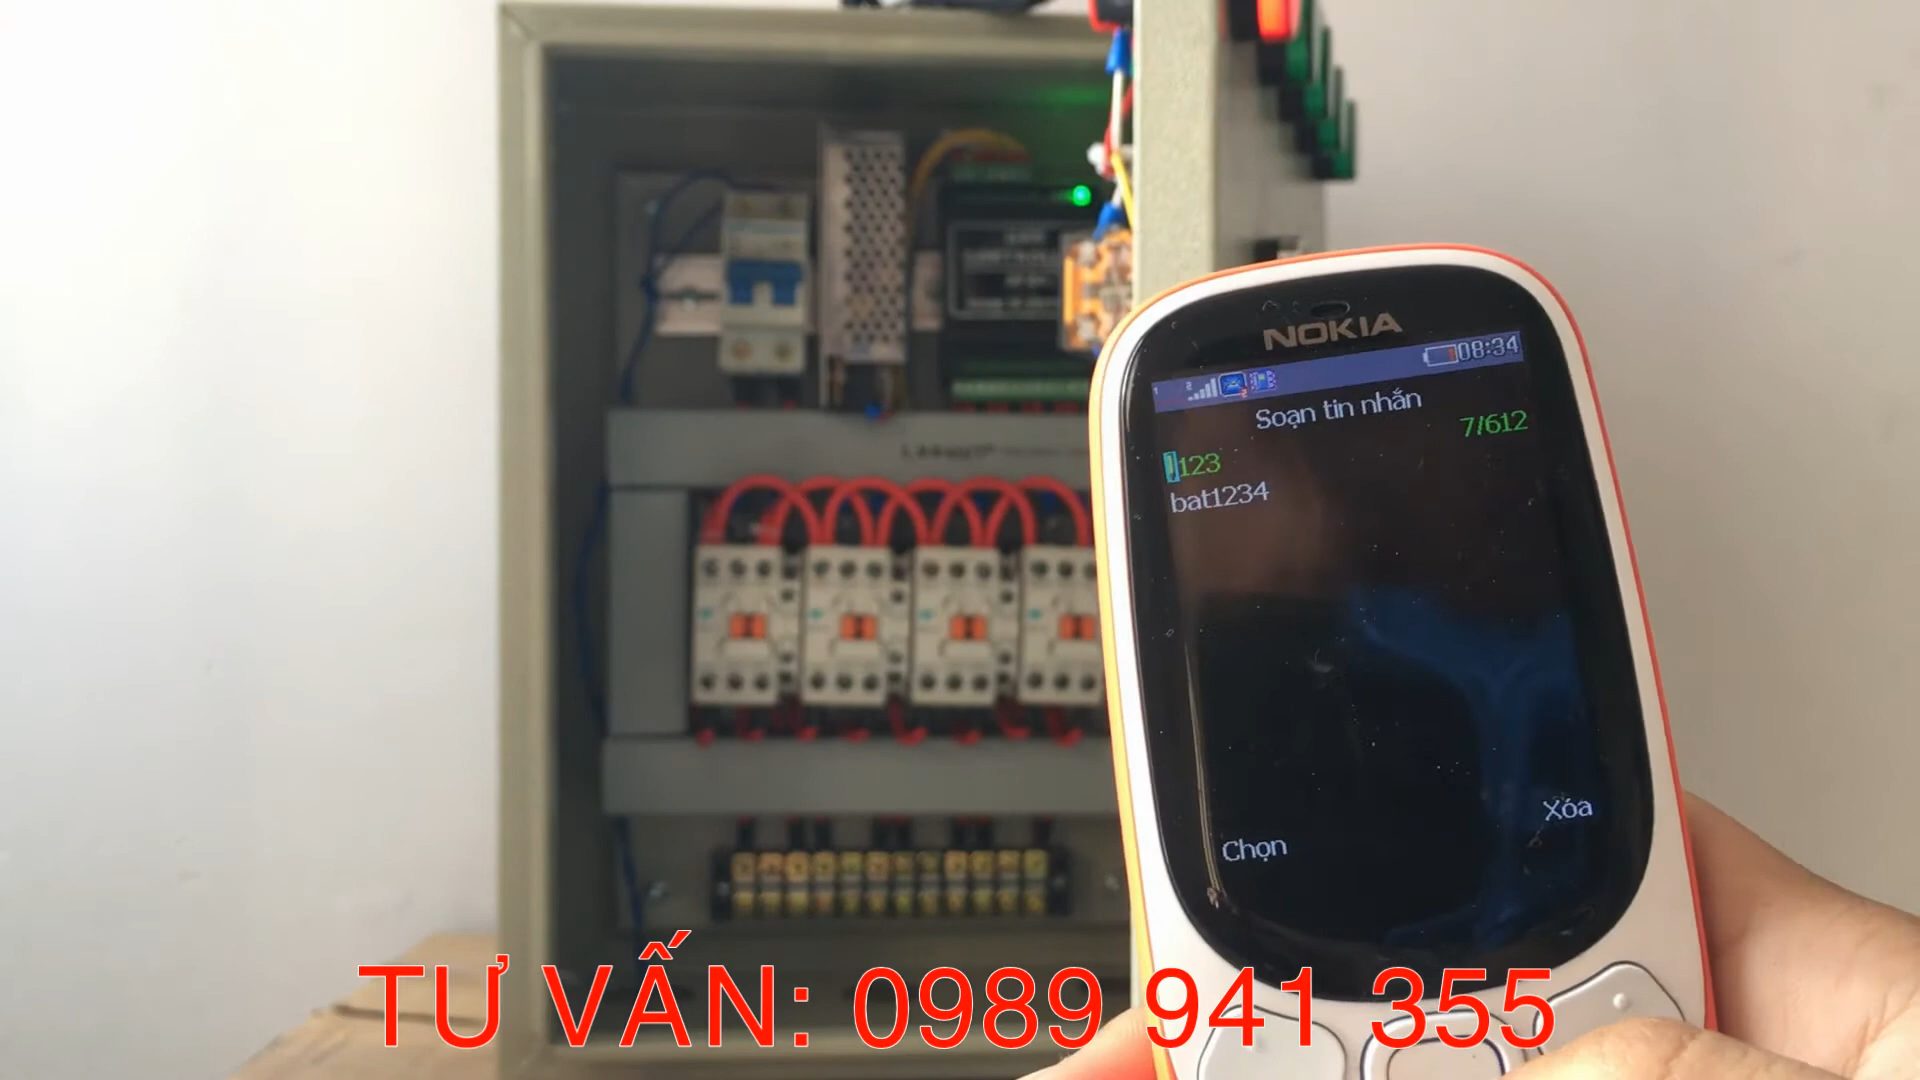 NOKIA
08:34
Soạn tin nhắn
7/612
123
bat1234
Xóa
Chọn
TƯ VẤN: 0989 941 355